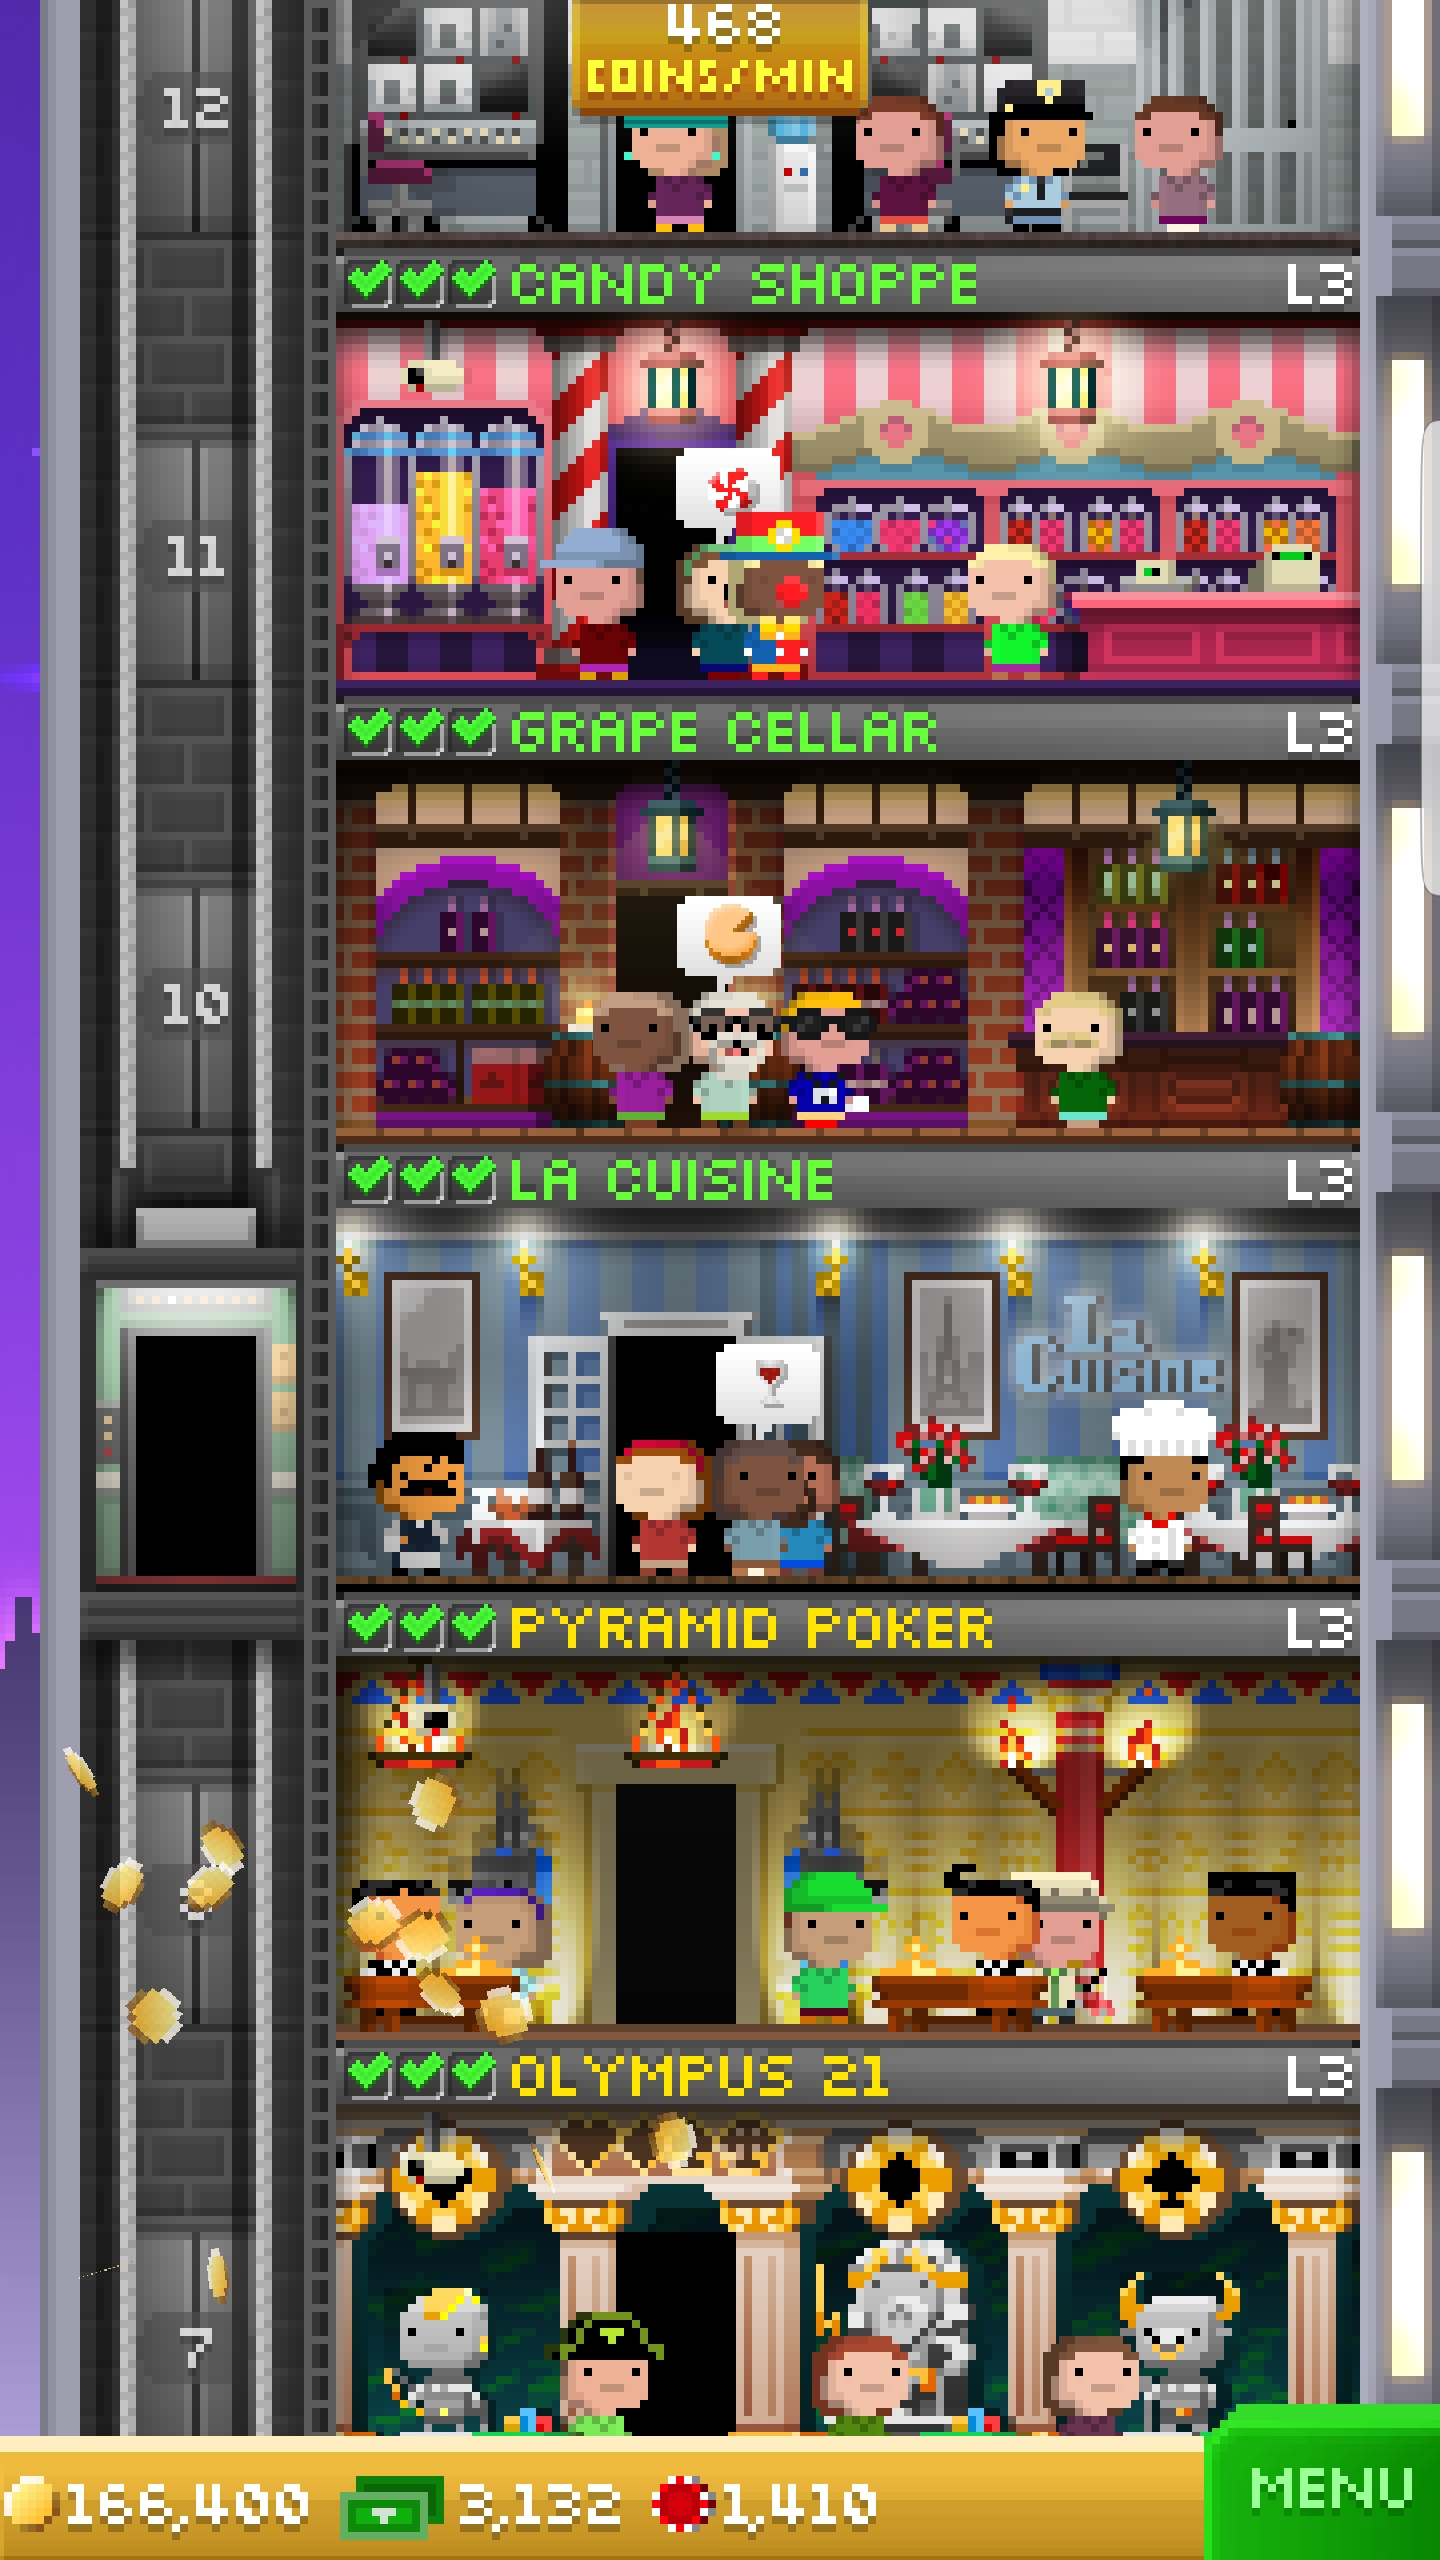 468
COINS/MIN
12
CANDY SHOPPE L3
11
GRAPE CELLAR L3
10
LA CUISINE L3
La
Cuisine
PYRAMID POKER L3
OLYMPUS 21 L3
7
166,400 3,132 1,410 MENU